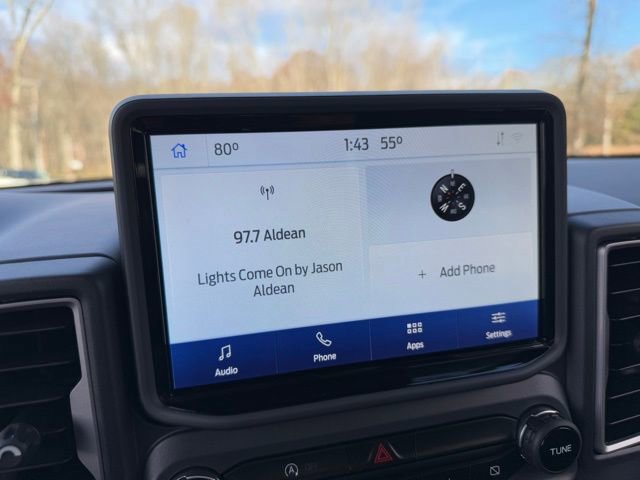 80° 1:43 55°
97.7 Aldean
Lights Come On by Jason
Aldean
N E S W
+ Add Phone
Audio Phone Apps Settings
TUNE